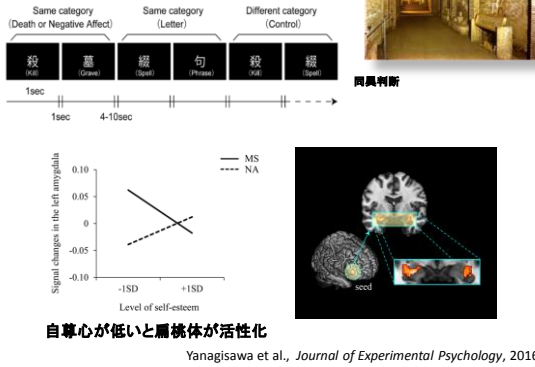 Same category
(Death or Negative Affect)
Same category
(Letter)
Different category
(Control)
殺
(Kill)
墓
(Grave)
綴
(Spell)
句
(Phrase)
殺
(Kill)
綴
(Spell)
1sec
1sec
4-10sec
同異判断
MS
NA
Signal changes in the left amygdala
0.10
0.05
0
-0.05
-0.10
-1SD
+1SD
Level of self-esteem
seed
自尊心が低いと扁桃体が活性化
Yanagisawa et al., Journal of Experimental Psychology, 2016